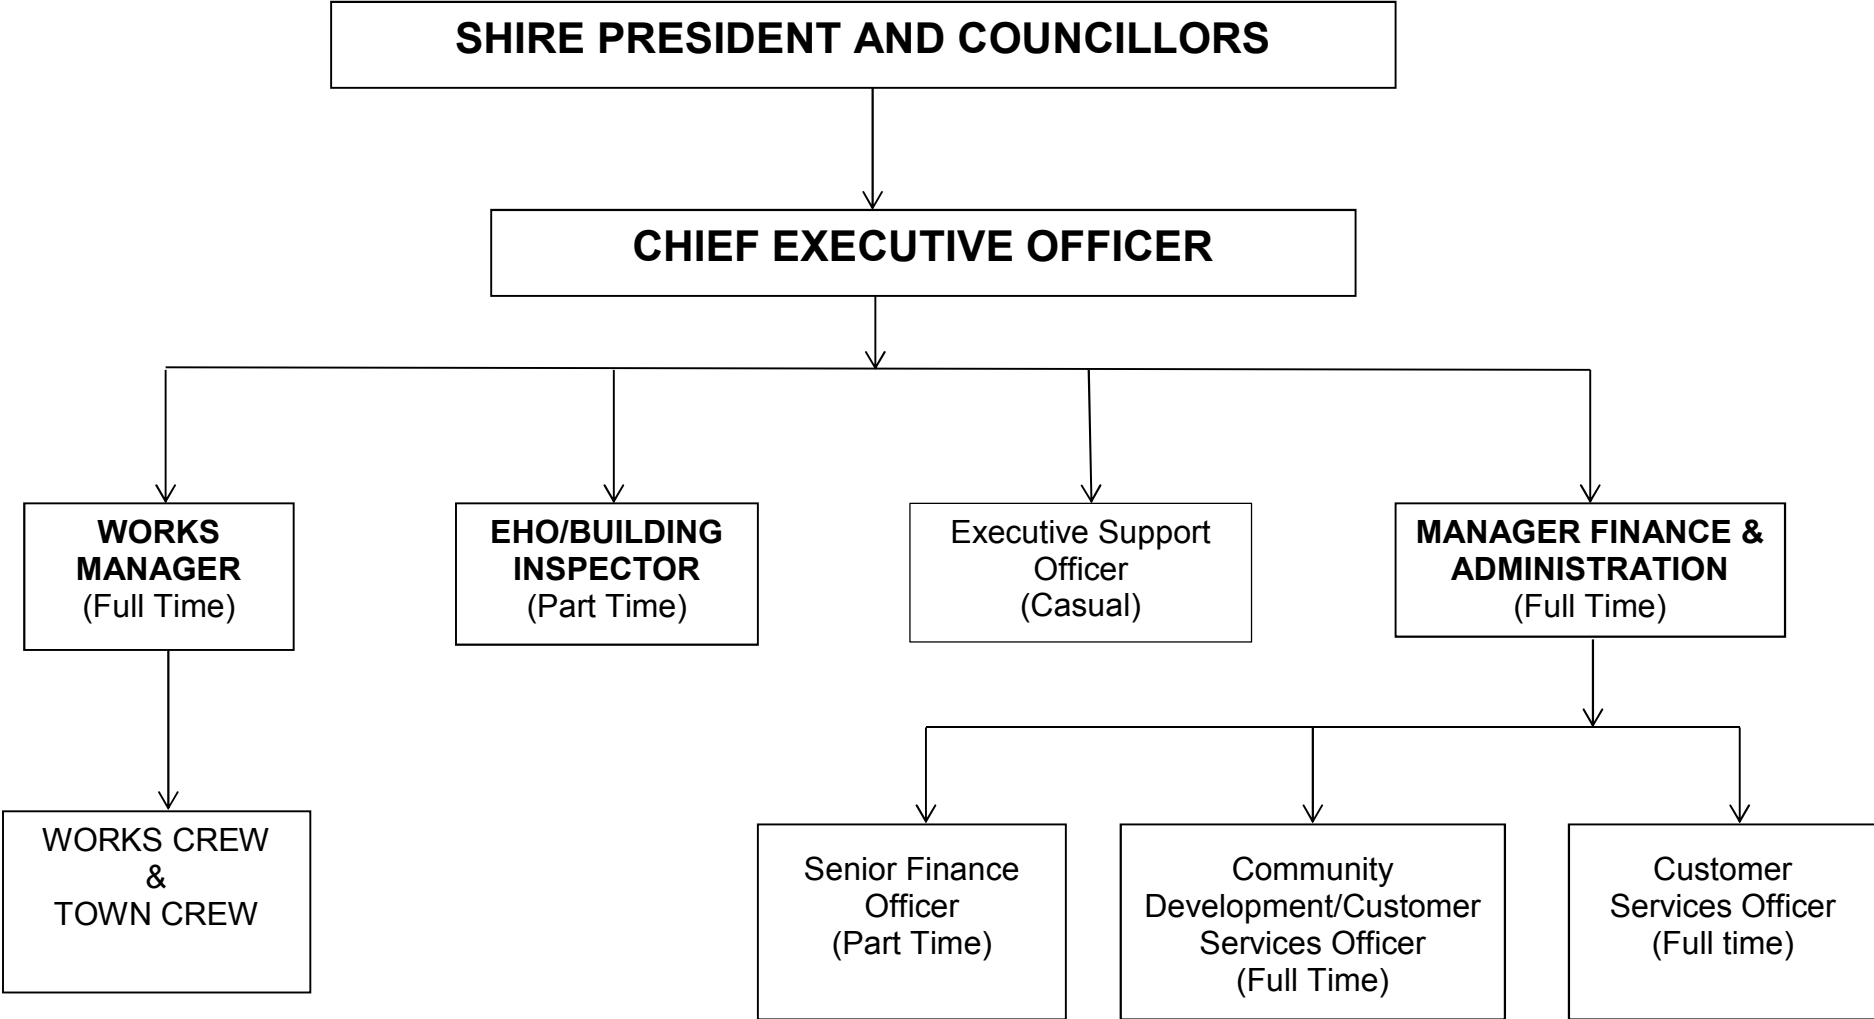 SHIRE PRESIDENT AND COUNCILLORS
CHIEF EXECUTIVE OFFICER
WORKS
MANAGER
(Full Time)
EHO/BUILDING
INSPECTOR
(Part Time)
Executive Support
Officer
(Casual)
MANAGER FINANCE &
ADMINISTRATION
(Full Time)
WORKS CREW
&
TOWN CREW
Senior Finance
Officer
(Part Time)
Community
Development/Customer
Services Officer
(Full Time)
Customer
Services Officer
(Full time)